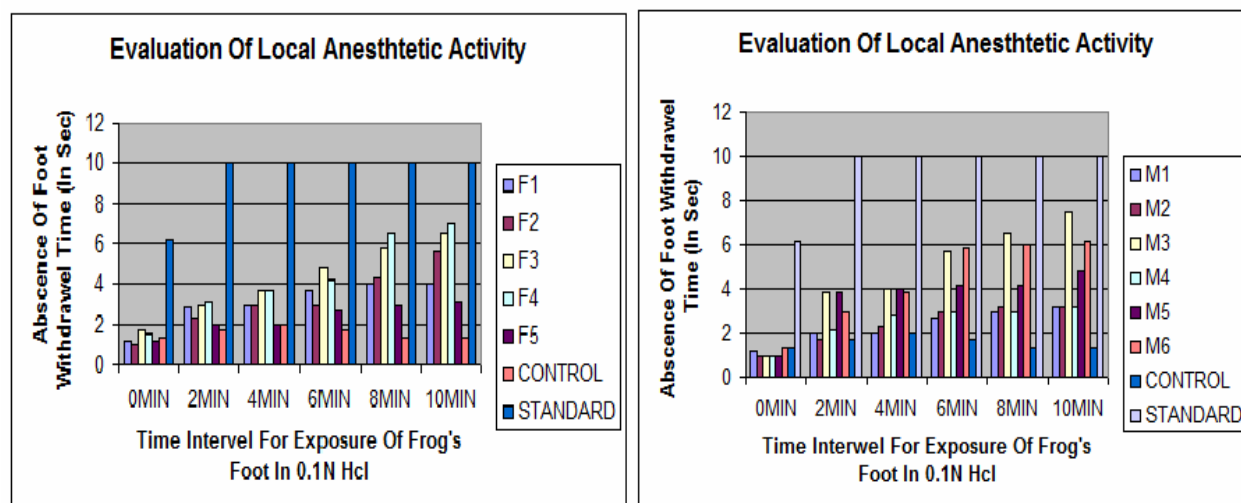 Evaluation Of Local Anesthtetic Activity
Abscence Of Foot
Withdrawel Time (In Sec)
12
10
8
6
4
2
0
0MIN 2MIN 4MIN 6MIN 8MIN 10MIN
Time Intervel For Exposure Of Frog's
Foot In 0.1N Hcl
F1
F2
F3
F4
F5
CONTROL
STANDARD
Evaluation Of Local Anesthtetic Activity
Abscence Of Foot Withdrawel
Time (In Sec)
12
10
8
6
4
2
0
0MIN 2MIN 4MIN 6MIN 8MIN 10MIN
Time Interwel For Exposure Of Frog's
Foot In 0.1N Hcl
M1
M2
M3
M4
M5
M6
CONTROL
STANDARD